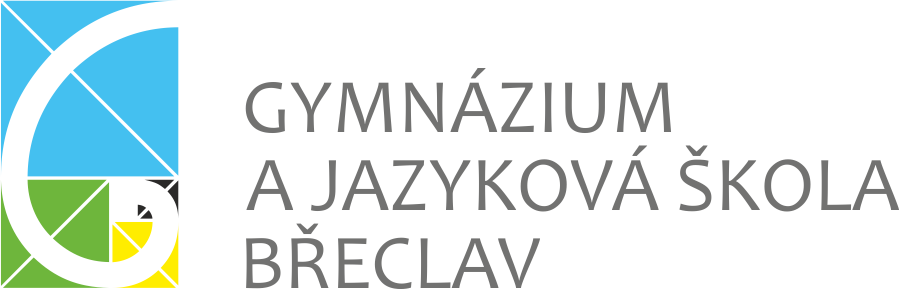 GYMNÁZIUM
A JAZYKOVÁ ŠKOLA
BŘECLAV